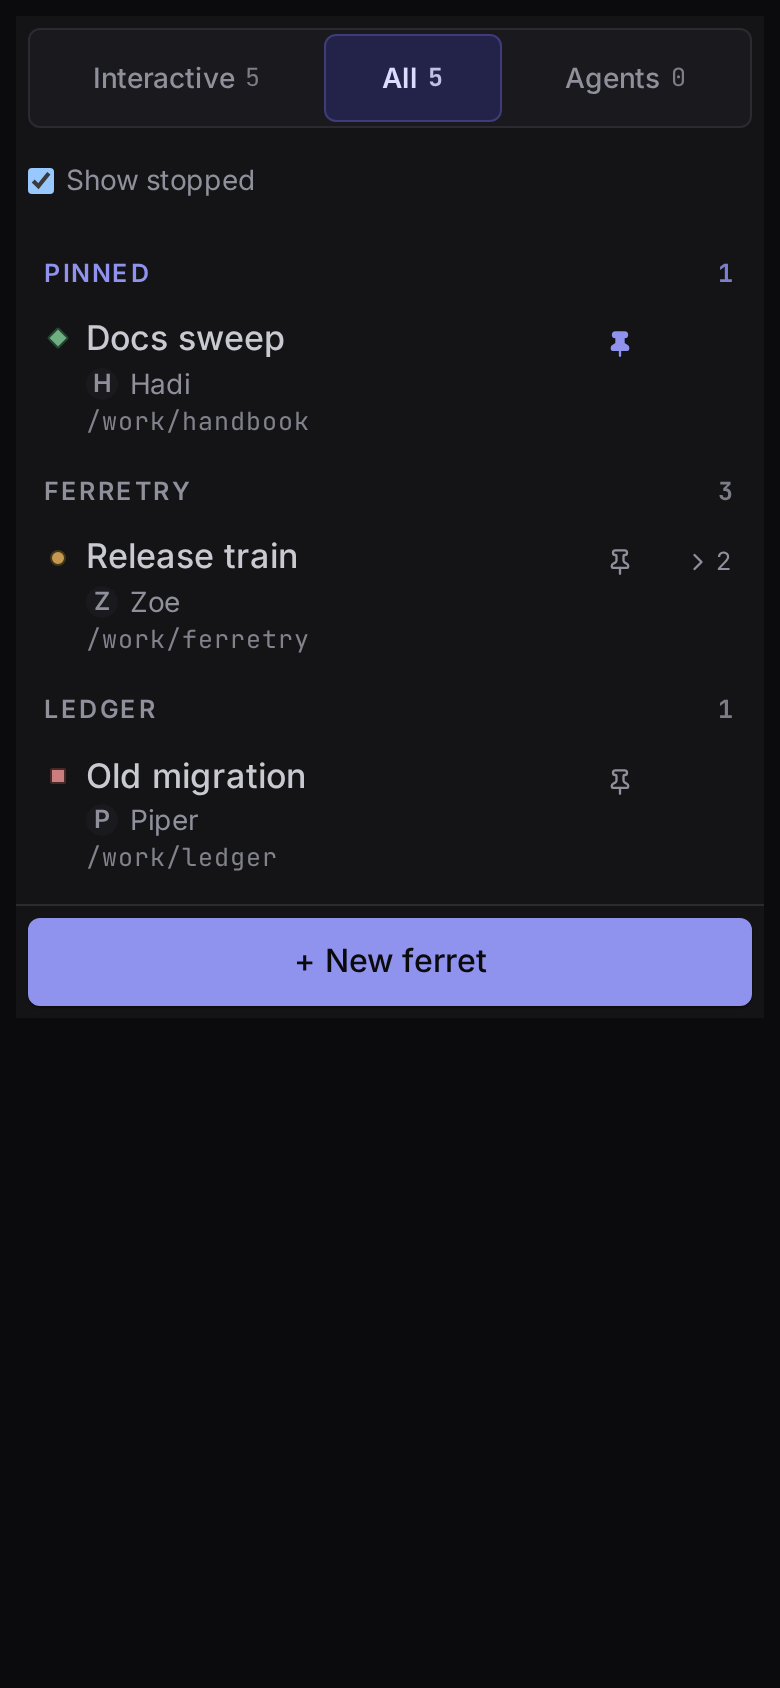 Interactive 5 All 5 Agents 0
Show stopped
PINNED 1
Docs sweep
H Hadi
/work/handbook
FERRETRY 3
Release train > 2
Z Zoe
/work/ferretry
LEDGER 1
Old migration
P Piper
/work/ledger
+ New ferret